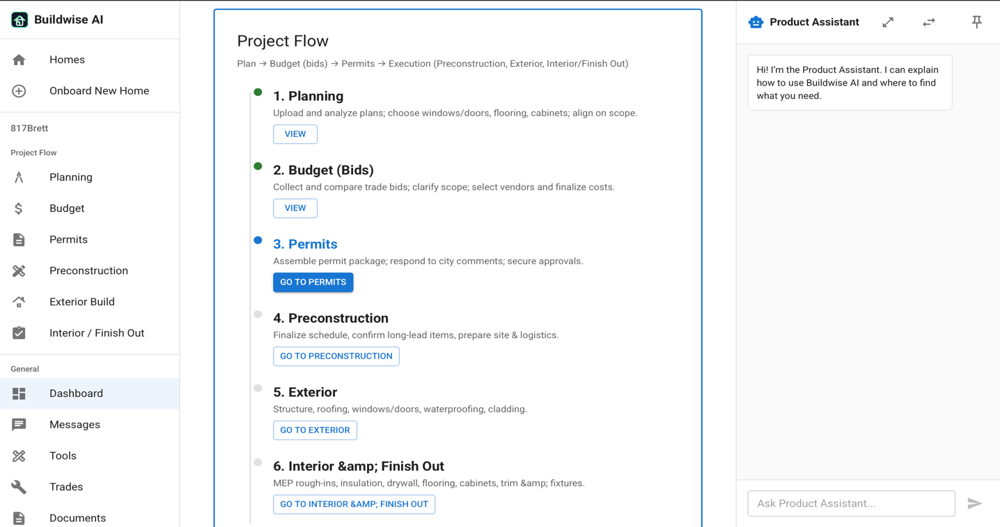 Buildwise AI
Homes
Onboard New Home
817Brett
Project Flow
Planning
Budget
Permits
Preconstruction
Exterior Build
Interior / Finish Out
General
Dashboard
Messages
Tools
Trades
Documents
Project Flow
Plan → Budget (bids) → Permits → Execution (Preconstruction, Exterior, Interior/Finish Out)
1. Planning
Upload and analyze plans; choose windows/doors, flooring, cabinets; align on scope.
VIEW
2. Budget (Bids)
Collect and compare trade bids; clarify scope; select vendors and finalize costs.
VIEW
3. Permits
Assemble permit package; respond to city comments; secure approvals.
GO TO PERMITS
4. Preconstruction
Finalize schedule, confirm long-lead items, prepare site & logistics.
GO TO PRECONSTRUCTION
5. Exterior
Structure, roofing, windows/doors, waterproofing, cladding.
GO TO EXTERIOR
6. Interior &amp; Finish Out
MEP rough-ins, insulation, drywall, flooring, cabinets, trim &amp; fixtures.
GO TO INTERIOR &AMP; FINISH OUT
Product Assistant
Hi! I’m the Product Assistant. I can explain
how to use Buildwise AI and where to find
what you need.
Ask Product Assistant...